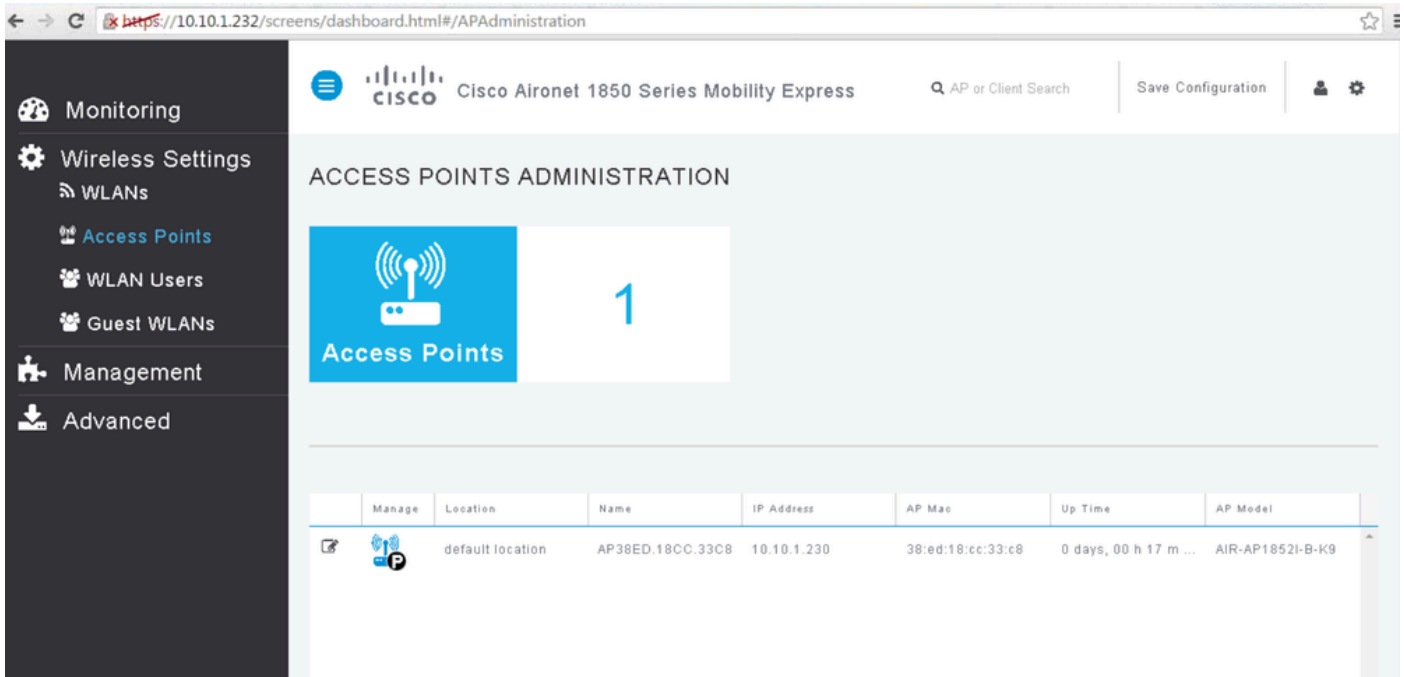 https://10.10.1.232/screens/dashboard.html#/APAdministration
CISCO Cisco Aironet 1850 Series Mobility Express AP or Client Search Save Configuration
Monitoring
Wireless Settings
WLANs
Access Points
WLAN Users
Guest WLANs
Management
Advanced
ACCESS POINTS ADMINISTRATION
Access Points
1
Manage Location Name IP Address AP Mac Up Time AP Model
P default location AP38ED.18CC.33C8 10.10.1.230 38:ed:18:cc:33:c8 0 days, 00 h 17 m ... AIR-AP1852I-B-K9